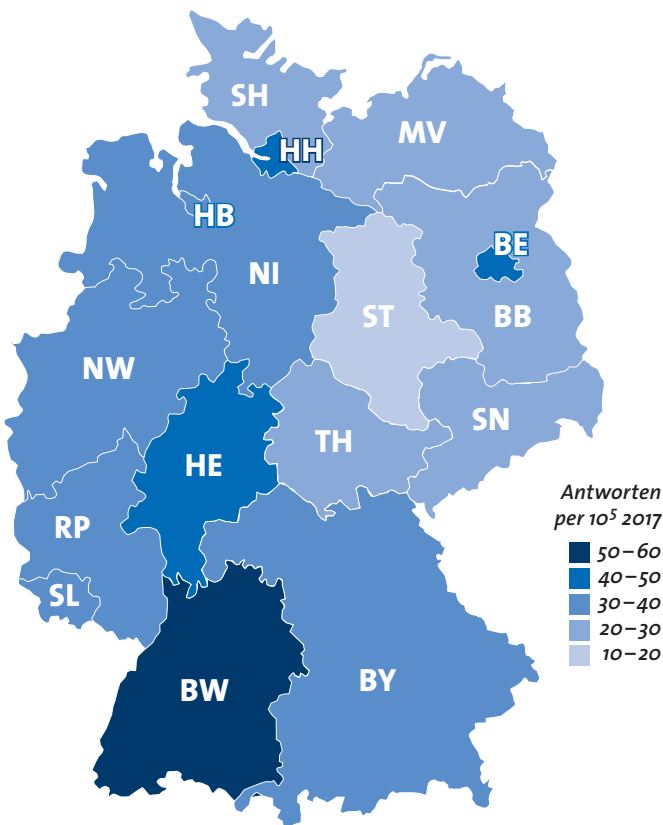 SH
MV
HH
HB
BE
NI
ST
BB
NW
SN
TH
HE
RP
SL
BW
BY
Antworten
per 10⁵ 2017
50–60
40–50
30–40
20–30
10–20